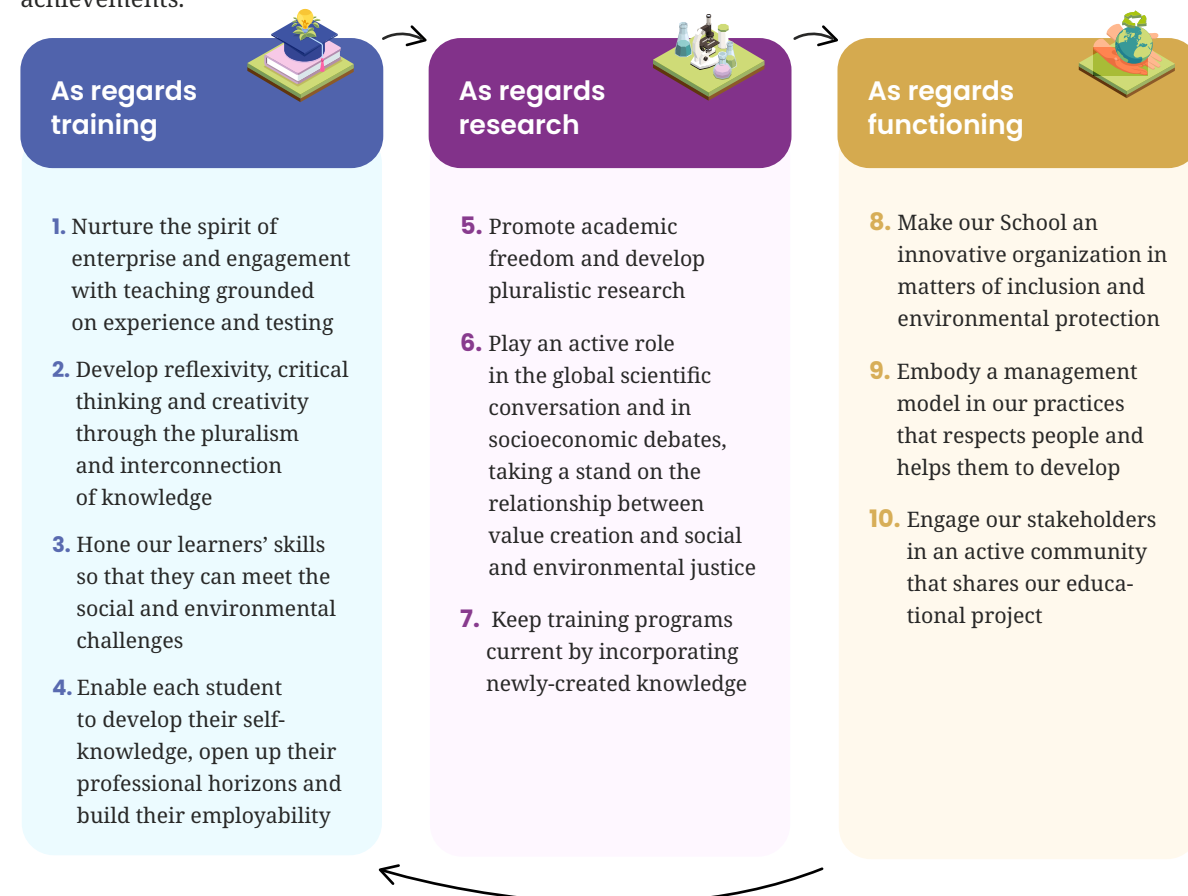 achievements.
As regards
training
1. Nurture the spirit of
enterprise and engagement
with teaching grounded
on experience and testing
2. Develop reflexivity, critical
thinking and creativity
through the pluralism
and interconnection
of knowledge
3. Hone our learners’ skills
so that they can meet the
social and environmental
challenges
4. Enable each student
to develop their self-
knowledge, open up their
professional horizons and
build their employability
As regards
research
5. Promote academic
freedom and develop
pluralistic research
6. Play an active role
in the global scientific
conversation and in
socioeconomic debates,
taking a stand on the
relationship between
value creation and social
and environmental justice
7. Keep training programs
current by incorporating
newly-created knowledge
As regards
functioning
8. Make our School an
innovative organization in
matters of inclusion and
environmental protection
9. Embody a management
model in our practices
that respects people and
helps them to develop
10. Engage our stakeholders
in an active community
that shares our educa-
tional project